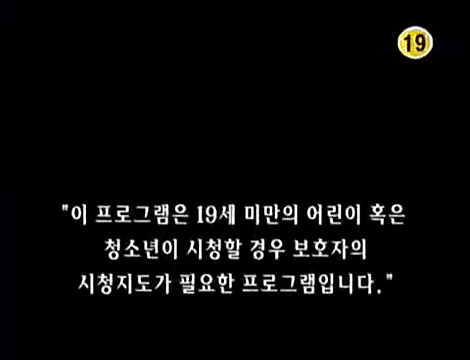 19
"이 프로그램은 19세 미만의 어린이 혹은
청소년이 시청할 경우 보호자의
시청지도가 필요한 프로그램입니다."